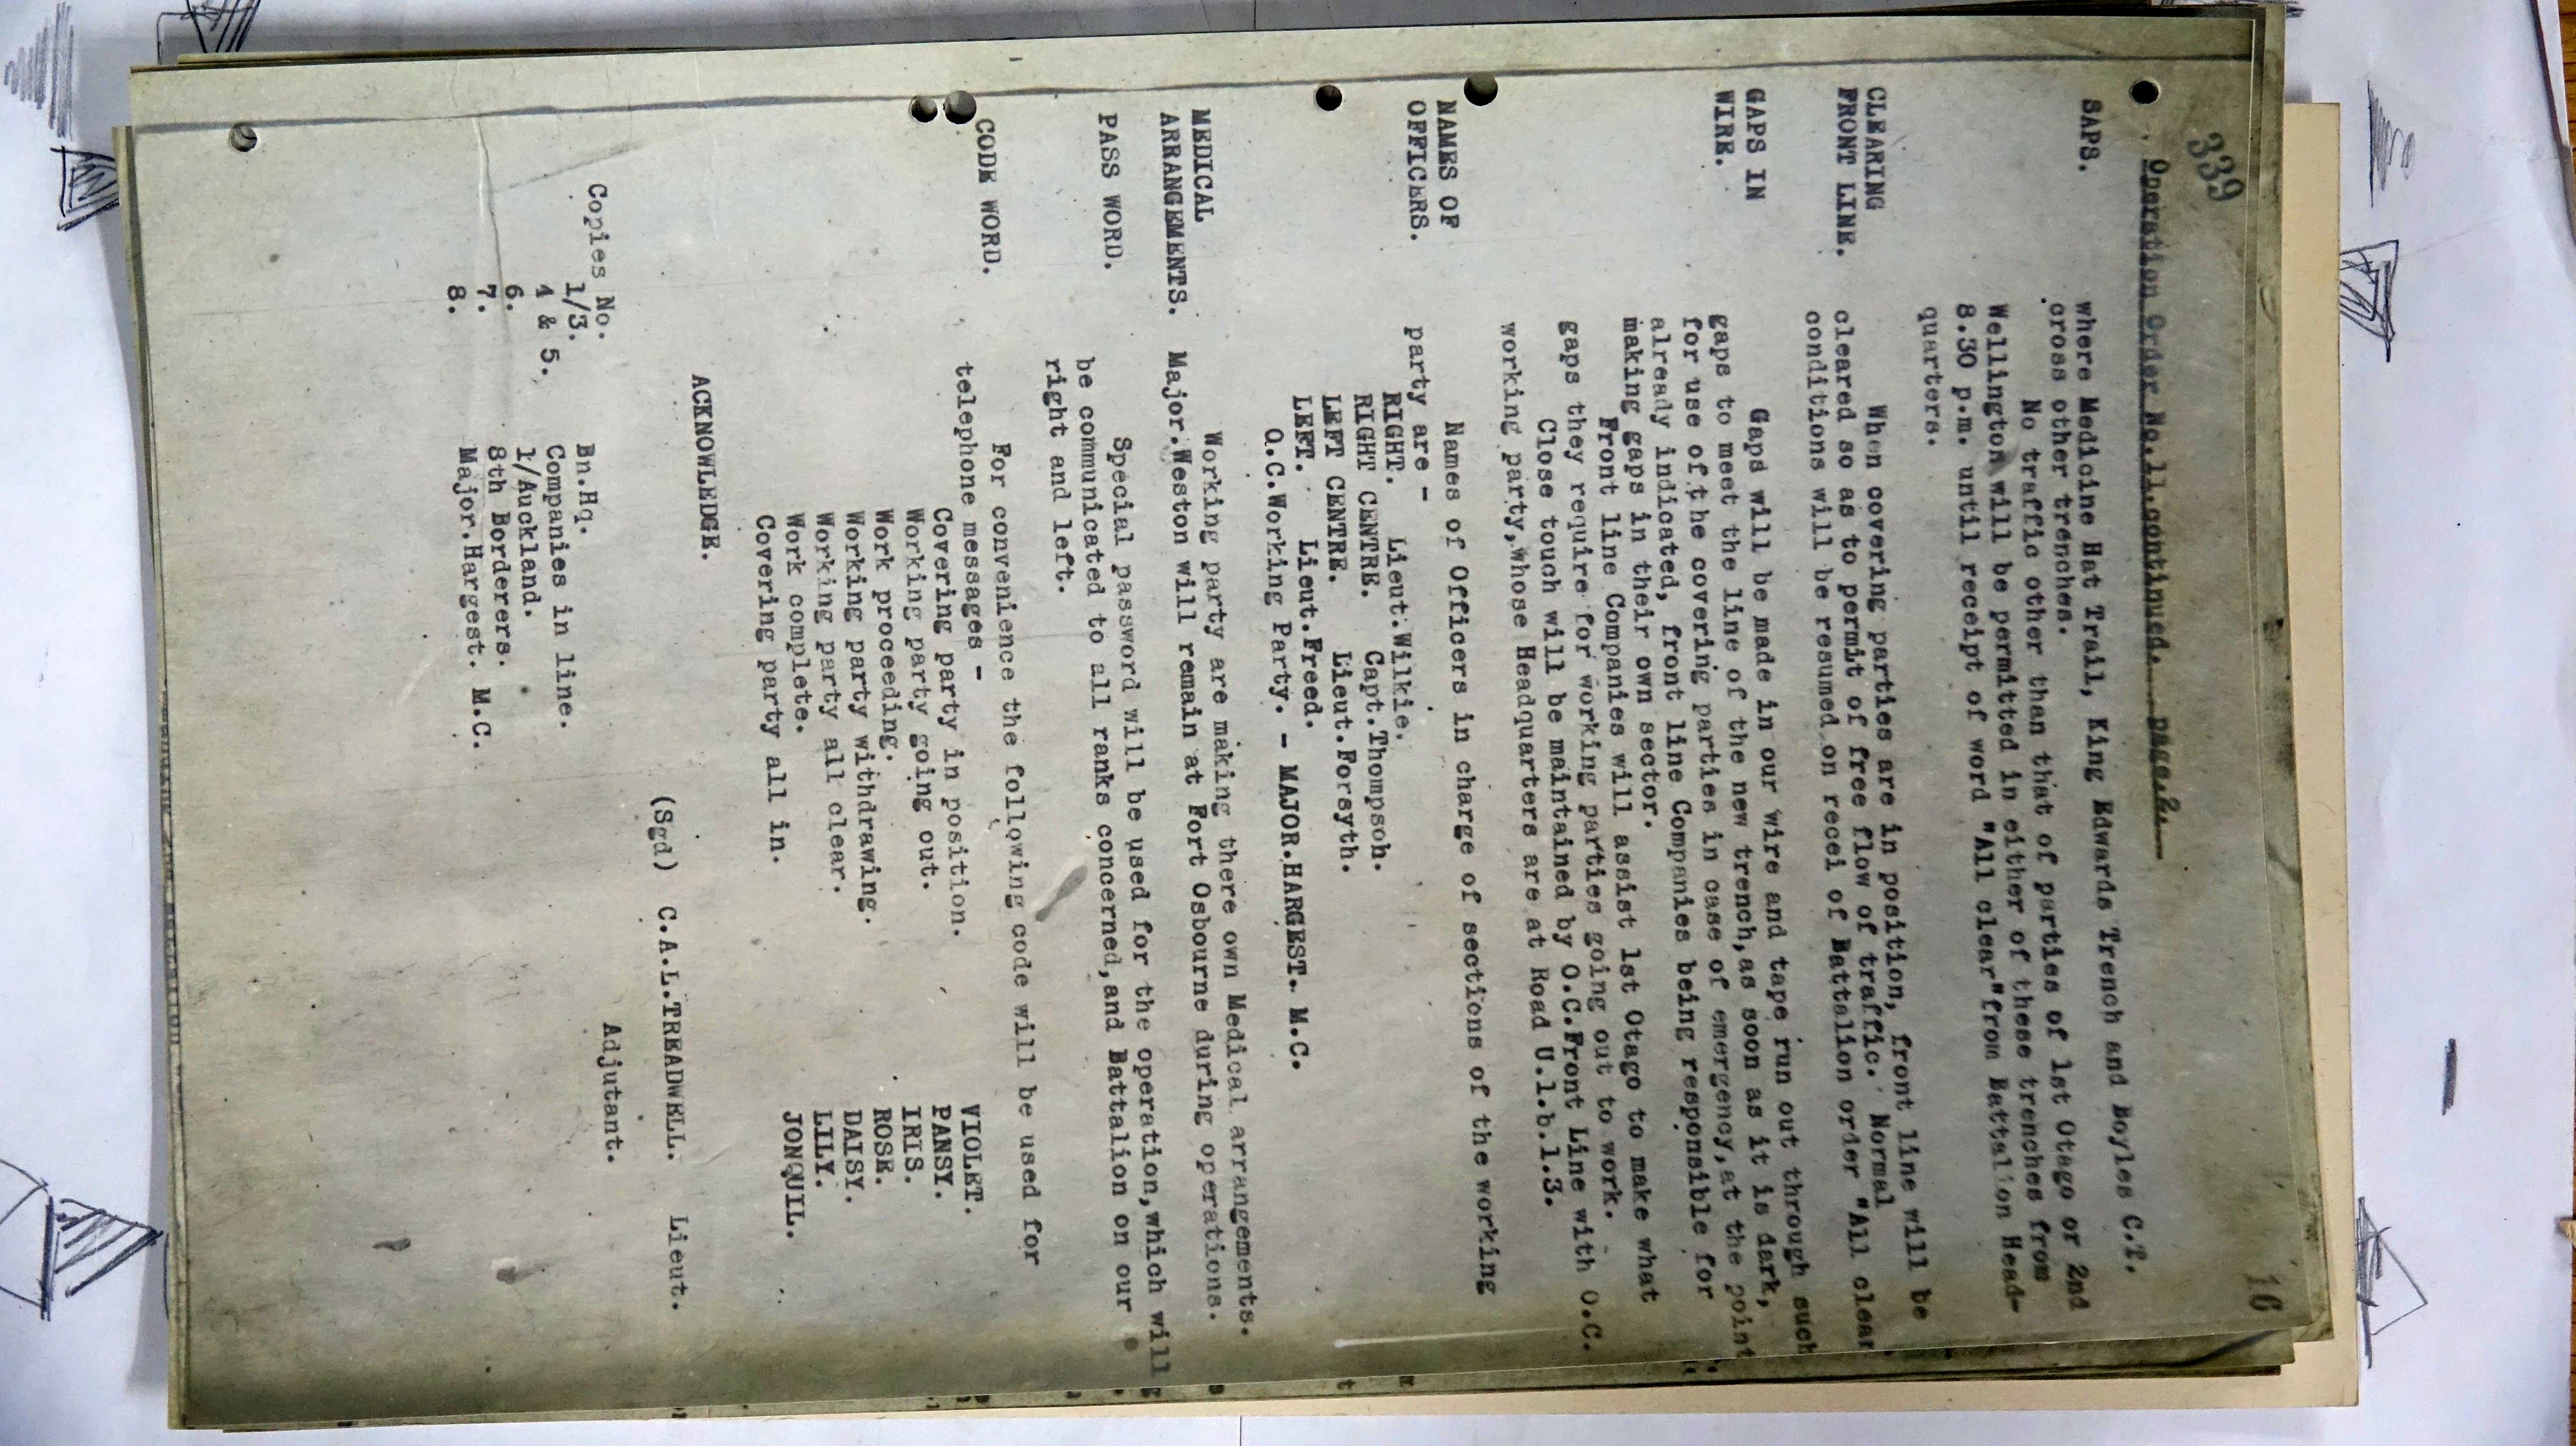 339
16
Operation Order No.11.continued. page.2.
SAPS. where Medicine Hat Trail, King Edwards Trench and Boyles C.T.
cross other trenches.
No traffic other than that of parties of 1st Otago or 2nd
Wellington will be permitted in either of these trenches from
8.30 p.m. until receipt of word "All clear"from Battalion Head-
quarters.
CLEARING When covering parties are in position, front line will be
FRONT LINE. cleared so as to permit of free flow of traffic. Normal
conditions will be resumed on recei of Battalion order "All clear
GAPS IN Gaps will be made in our wire and tape run out through such
WIRE. gaps to meet the line of the new trench,as soon as it is dark,
for use of the covering parties in case of emergency,at the point
already indicated, front line Companies being responsible for
making gaps in their own sector.
Front line Companies will assist 1st Otago to make what
gaps they require for working parties going out to work.
Close touch will be maintained by O.C.Front Line with O.C.
working party,whose Headquarters are at Road U.1.b.1.3.
NAMES OF Names of Officers in charge of sections of the working
OFFICERS. party are -
RIGHT. Lieut.Wilkie.
RIGHT CENTRE. Capt.Thompson.
LEFT CENTRE. Lieut.Forsyth.
LEFT. Lieut.Freed.
O.C.Working Party. - MAJOR.HARGEST. M.C.
MEDICAL Working party are making there own Medical arrangements.
ARRANGEMENTS. Major.Weston will remain at Fort Osbourne during operations.
PASS WORD. Special password will be used for the operation,which will
be communicated to all ranks concerned,and Battalion on our
right and left.
CODE WORD. For convenience the following code will be used for
telephone messages -
Covering party in position. VIOLET.
Working party going out. PANSY.
Work proceeding. IRIS.
Working party withdrawing. ROSE.
Working party all clear. DAISY.
Work complete. LILY.
Covering party all in. JONQUIL.
ACKNOWLEDGE.
(Sgd) C.A.L.TREADWELL. Lieut.
Adjutant.
Copies No.
1/3. Bn.Hq.
4 & 5. Companies in line.
6. 1/Auckland.
7. 8th Borderers.
8. Major.Hargest. M.C.